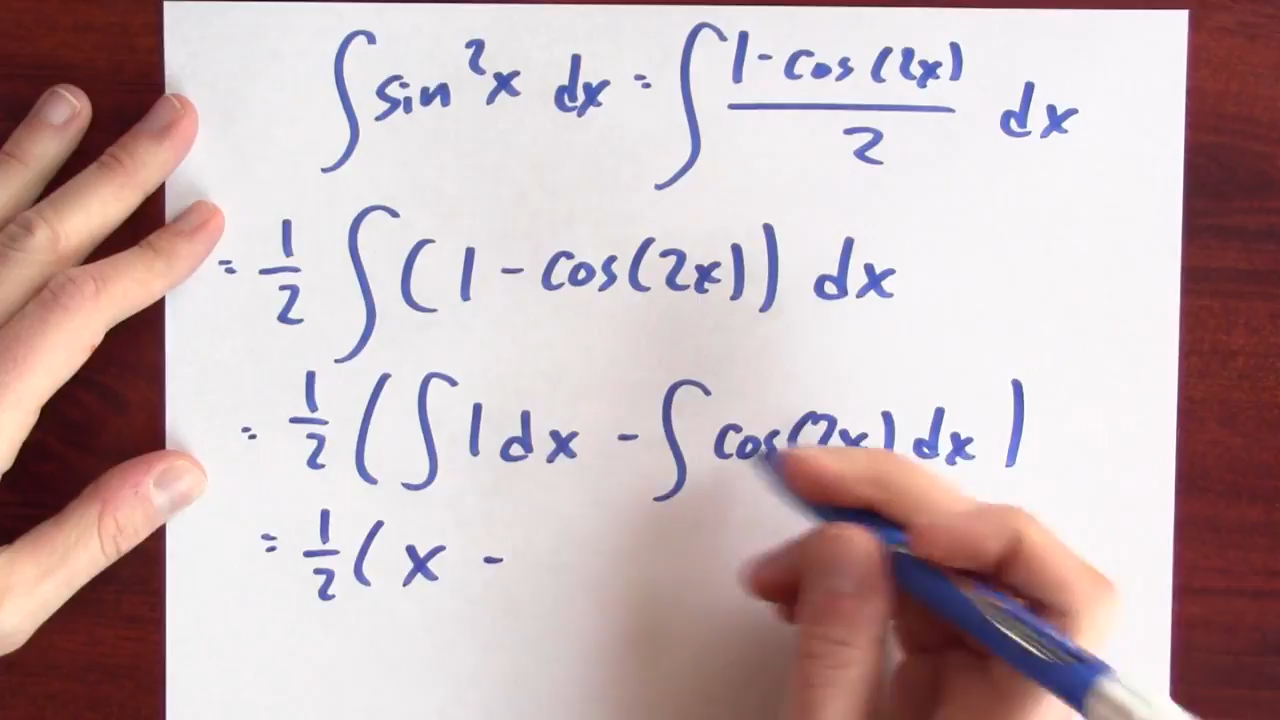 ∫ sin²x dx = ∫ (1 - cos(2x))/2 dx
= 1/2 ∫ (1 - cos(2x)) dx
= 1/2 ( ∫ 1 dx - ∫ cos(2x) dx )
= 1/2 ( x -